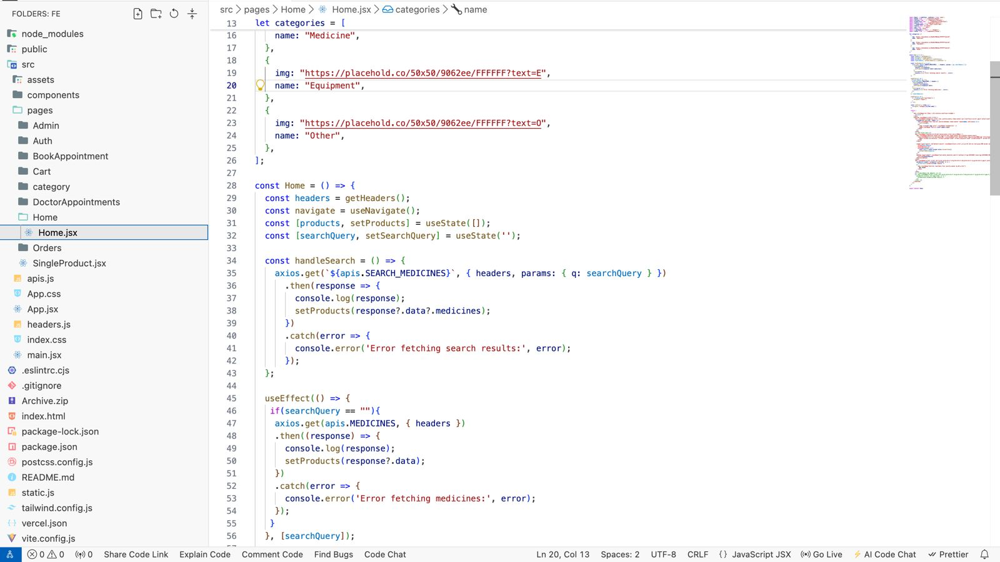 FOLDERS: FE
node_modules
public
src
assets
components
pages
Admin
Auth
BookAppointment
Cart
category
DoctorAppointments
Home
Home.jsx
Orders
SingleProduct.jsx
apis.js
App.css
App.jsx
headers.js
index.css
main.jsx
.eslintrc.cjs
.gitignore
Archive.zip
index.html
package-lock.json
package.json
postcss.config.js
README.md
static.js
tailwind.config.js
vercel.json
vite.config.js
src > pages > Home > Home.jsx > categories > name
13 let categories = [
16 name: "Medicine",
17 },
18 {
19 img: "https://placehold.co/50x50/9062ee/FFFFFF?text=E",
20 name: "Equipment",
21 },
22 {
23 img: "https://placehold.co/50x50/9062ee/FFFFFF?text=O",
24 name: "Other",
25 },
26 ];
27
28 const Home = () => {
29 const headers = getHeaders();
30 const navigate = useNavigate();
31 const [products, setProducts] = useState([]);
32 const [searchQuery, setSearchQuery] = useState('');
33
34 const handleSearch = () => {
35 axios.get(`${apis.SEARCH_MEDICINES}`, { headers, params: { q: searchQuery } })
36 .then(response => {
37 console.log(response);
38 setProducts(response?.data?.medicines);
39 })
40 .catch(error => {
41 console.error('Error fetching search results:', error);
42 });
43 };
44
45 useEffect(() => {
46 if(searchQuery == ""){
47 axios.get(apis.MEDICINES, { headers })
48 .then((response) => {
49 console.log(response);
50 setProducts(response?.data);
51 })
52 .catch(error => {
53 console.error('Error fetching medicines:', error);
54 });
55 }
56 }, [searchQuery]);
0 0 0 Share Code Link Explain Code Comment Code Find Bugs Code Chat Ln 20, Col 13 Spaces: 2 UTF-8 CRLF {} JavaScript JSX Go Live AI Code Chat Prettier